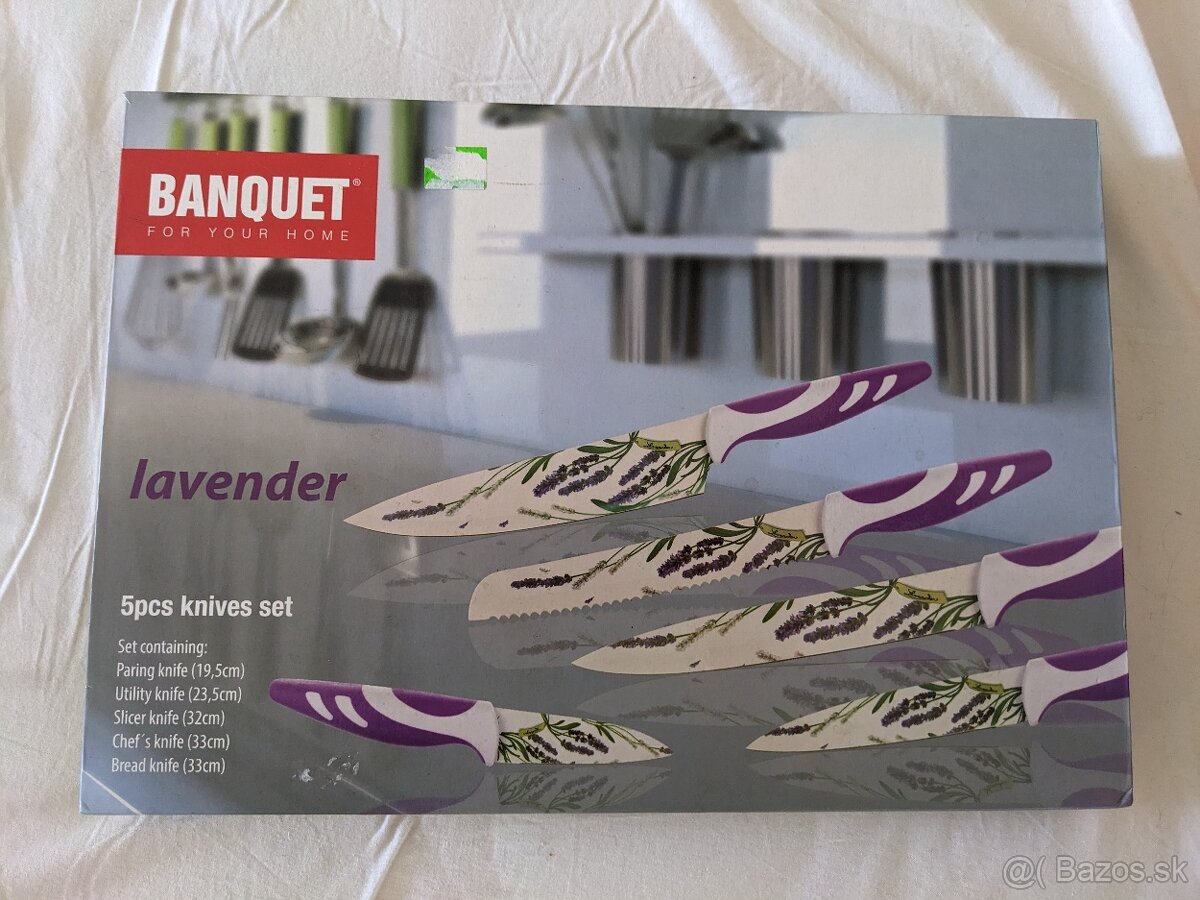 BANQUET®
FOR YOUR HOME
lavender
5pcs knives set
Set containing:
Paring knife (19,5cm)
Utility knife (23,5cm)
Slicer knife (32cm)
Chef´s knife (33cm)
Bread knife (33cm)
@( Bazos.sk